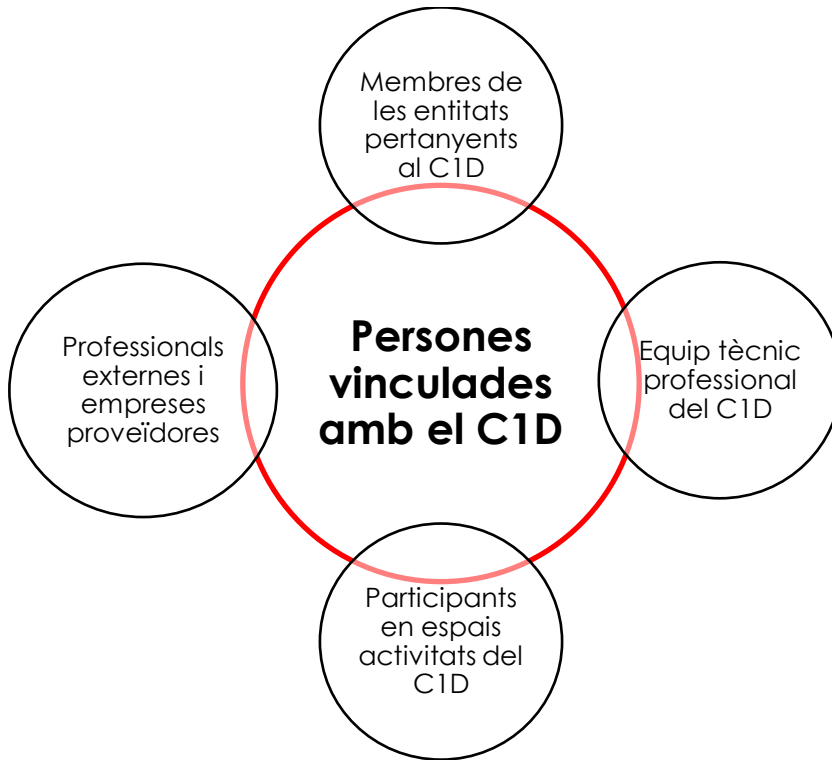 Membres de
les entitats
pertanyents
al C1D
Professionals
externes i
empreses
proveïdores
Persones
vinculades
amb el C1D
Equip tècnic
professional
del C1D
Participants
en espais
activitats del
C1D